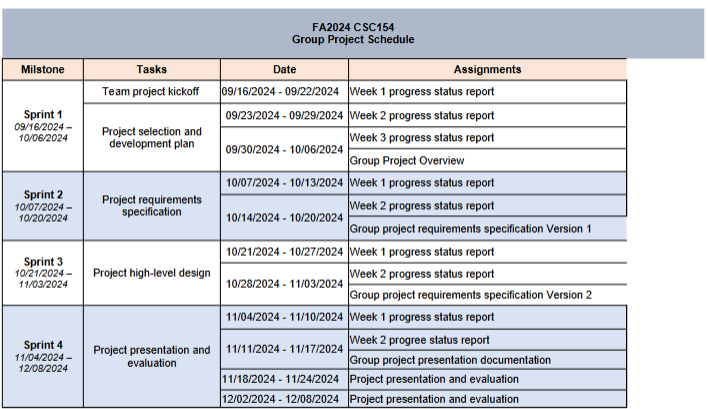 FA2024 CSC154
Group Project Schedule
Milstone Tasks Date Assignments
Sprint 1
09/16/2024 –
10/06/2024
Team project kickoff
09/16/2024 - 09/22/2024
Week 1 progress status report
Project selection and
development plan
09/23/2024 - 09/29/2024
Week 2 progress status report
09/30/2024 - 10/06/2024
Week 3 progress status report
Group Project Overview
Sprint 2
10/07/2024 –
10/20/2024
Project requirements
specification
10/07/2024 - 10/13/2024
Week 1 progress status report
10/14/2024 - 10/20/2024
Week 2 progress status report
Group project requirements specification Version 1
Sprint 3
10/21/2024 –
11/03/2024
Project high-level design
10/21/2024 - 10/27/2024
Week 1 progress status report
10/28/2024 - 11/03/2024
Week 2 progress status report
Group project requirements specification Version 2
Sprint 4
11/04/2024 –
12/08/2024
Project presentation and
evaluation
11/04/2024 - 11/10/2024
Week 1 progress status report
11/11/2024 - 11/17/2024
Week 2 progree status report
Group project presentation documentation
11/18/2024 - 11/24/2024
Project presentation and evaluation
12/02/2024 - 12/08/2024
Project presentation and evaluation